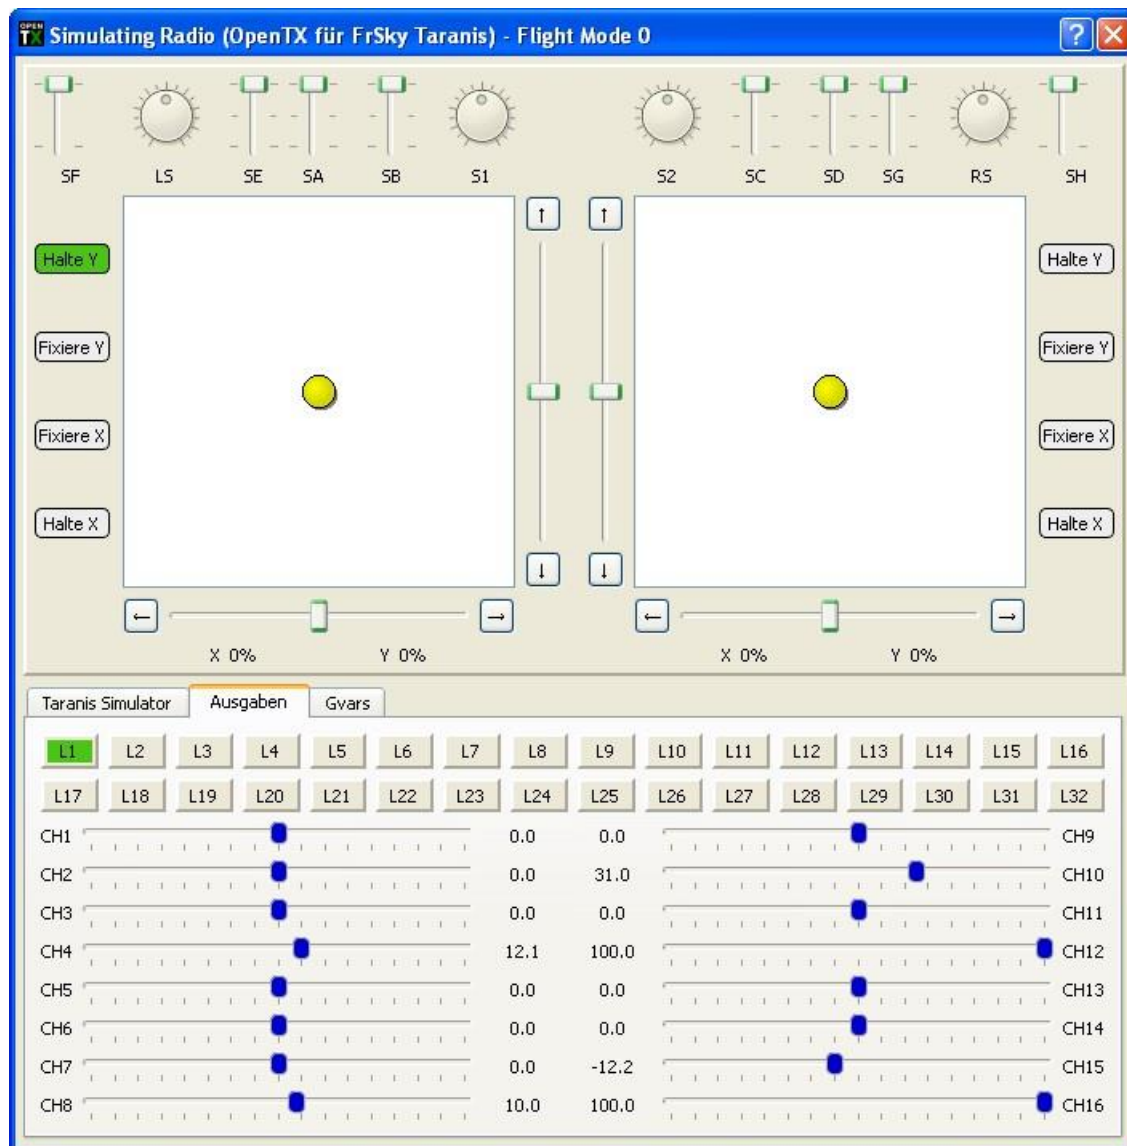 OPEN TX Simulating Radio (OpenTX für FrSky Taranis) - Flight Mode 0 ?
SF LS SE SA SB S1 S2 SC SD SG RS SH
↑ ↑
Halte Y Halte Y
Fixiere Y Fixiere Y
Fixiere X Fixiere X
Halte X Halte X
↓ ↓
← → ← →
X 0% Y 0% X 0% Y 0%
Taranis Simulator Ausgaben Gvars
L1 L2 L3 L4 L5 L6 L7 L8 L9 L10 L11 L12 L13 L14 L15 L16
L17 L18 L19 L20 L21 L22 L23 L24 L25 L26 L27 L28 L29 L30 L31 L32
CH1 0.0 0.0 CH9
CH2 0.0 31.0 CH10
CH3 0.0 0.0 CH11
CH4 12.1 100.0 CH12
CH5 0.0 0.0 CH13
CH6 0.0 0.0 CH14
CH7 0.0 -12.2 CH15
CH8 10.0 100.0 CH16